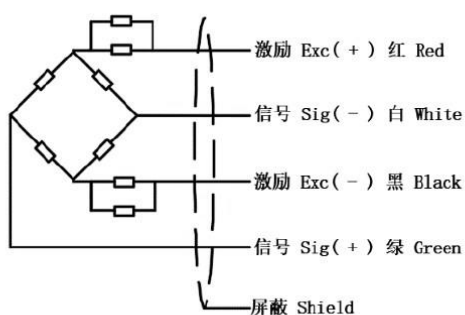 激励 Exc(+) 红 Red
信号 Sig(-) 白 White
激励 Exc(-) 黑 Black
信号 Sig(+) 绿 Green
屏蔽 Shield